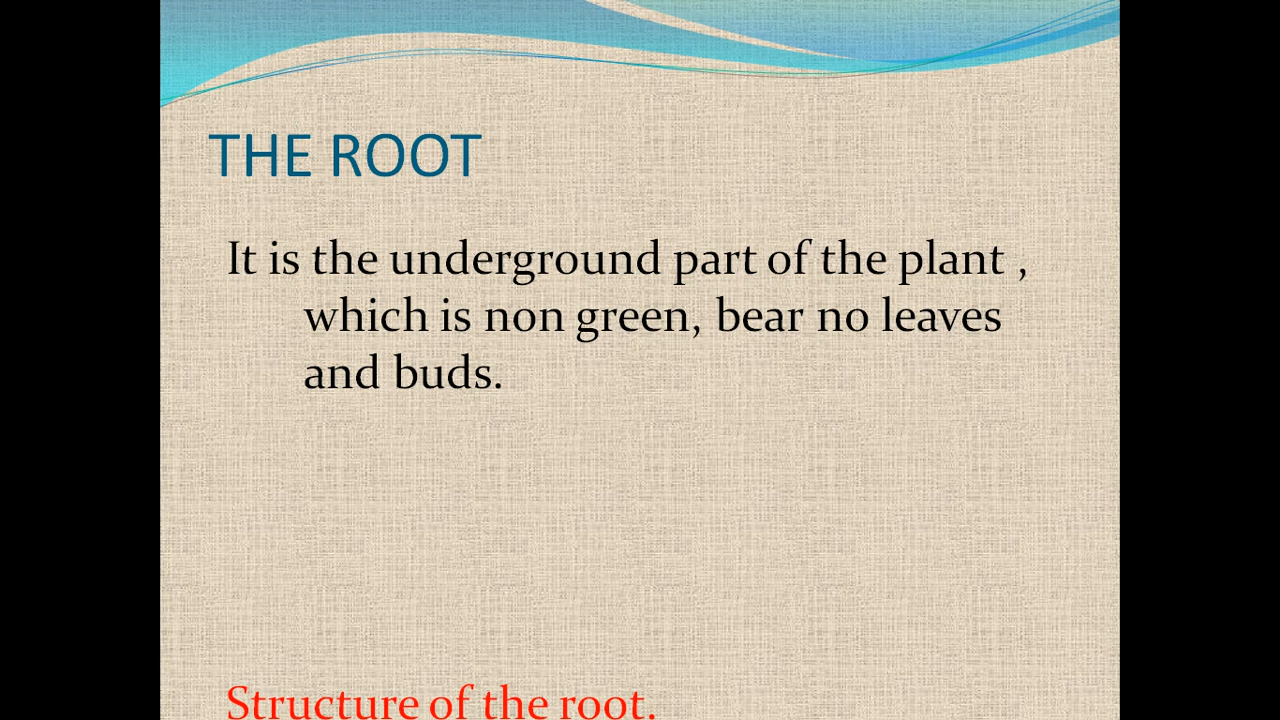 THE ROOT
It is the underground part of the plant ,
which is non green, bear no leaves
and buds.
Structure of the root.